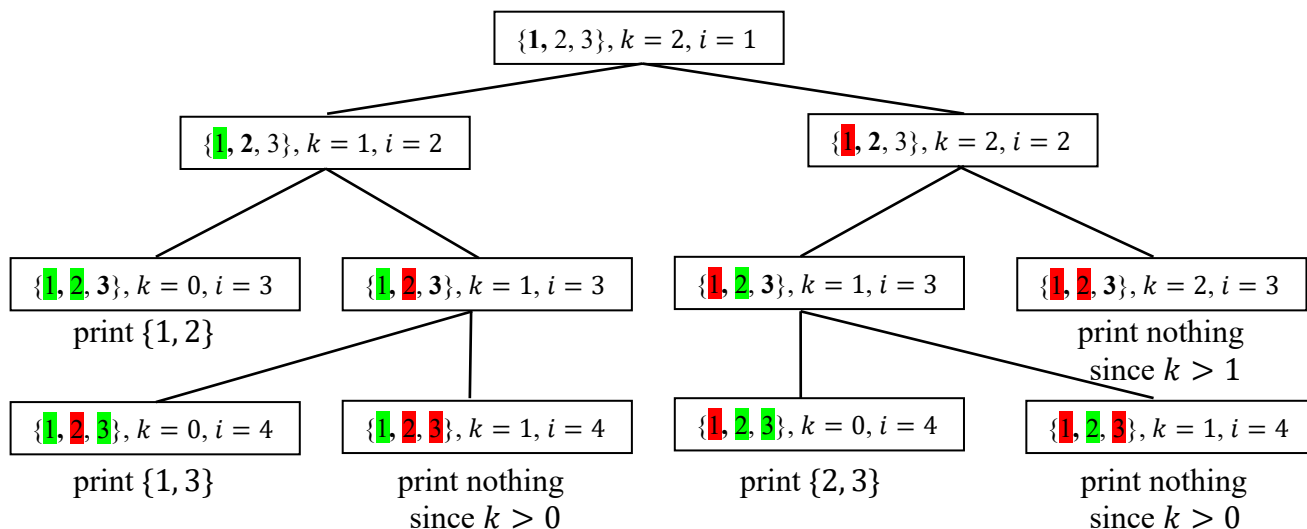 {1, 2, 3}, k = 2, i = 1
{1, 2, 3}, k = 1, i = 2
{1, 2, 3}, k = 2, i = 2
{1, 2, 3}, k = 0, i = 3
{1, 2, 3}, k = 1, i = 3
{1, 2, 3}, k = 1, i = 3
{1, 2, 3}, k = 2, i = 3
print {1, 2}
print nothing
since k > 1
{1, 2, 3}, k = 0, i = 4
{1, 2, 3}, k = 1, i = 4
{1, 2, 3}, k = 0, i = 4
{1, 2, 3}, k = 1, i = 4
print {1, 3}
print nothing
since k > 0
print {2, 3}
print nothing
since k > 0